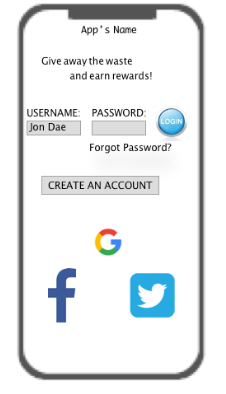 App's Name
Give away the waste
and earn rewards!
USERNAME: PASSWORD:
Jon Dae
LOGIN
Forgot Password?
CREATE AN ACCOUNT